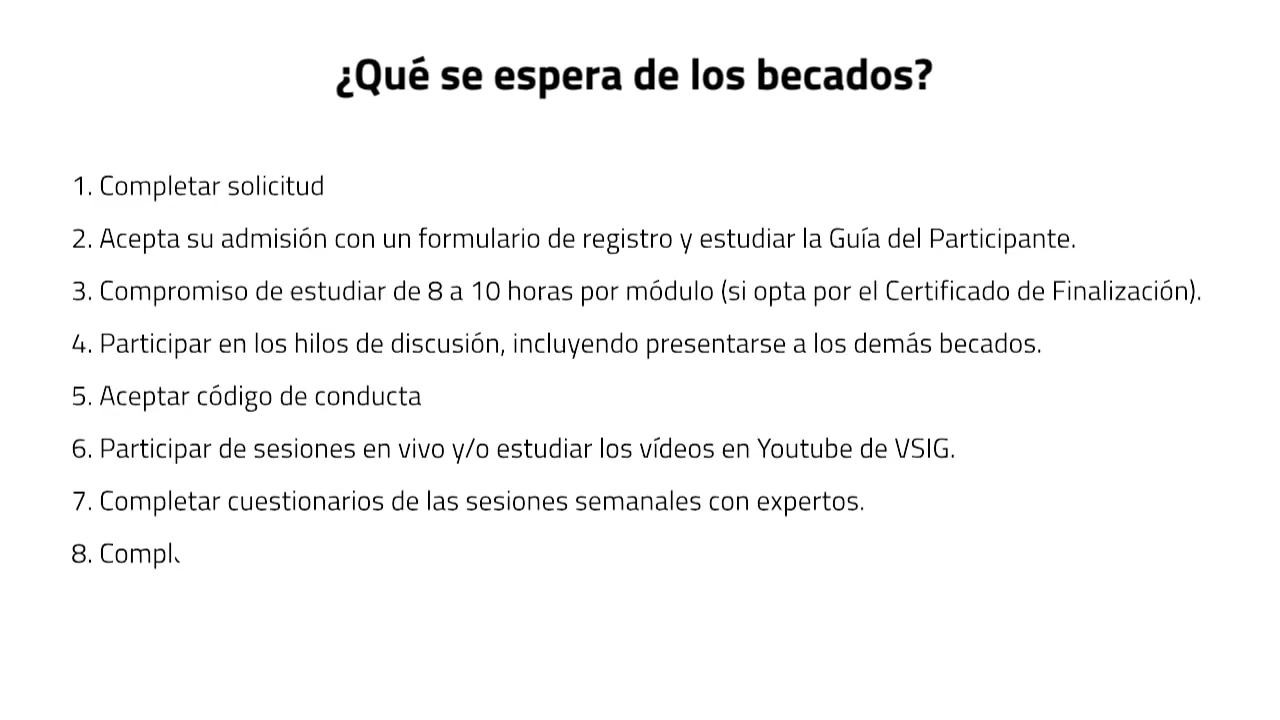 ¿Qué se espera de los becados?
1. Completar solicitud
2. Acepta su admisión con un formulario de registro y estudiar la Guía del Participante.
3. Compromiso de estudiar de 8 a 10 horas por módulo (si opta por el Certificado de Finalización).
4. Participar en los hilos de discusión, incluyendo presentarse a los demás becados.
5. Aceptar código de conducta
6. Participar de sesiones en vivo y/o estudiar los vídeos en Youtube de VSIG.
7. Completar cuestionarios de las sesiones semanales con expertos.
8. Compl